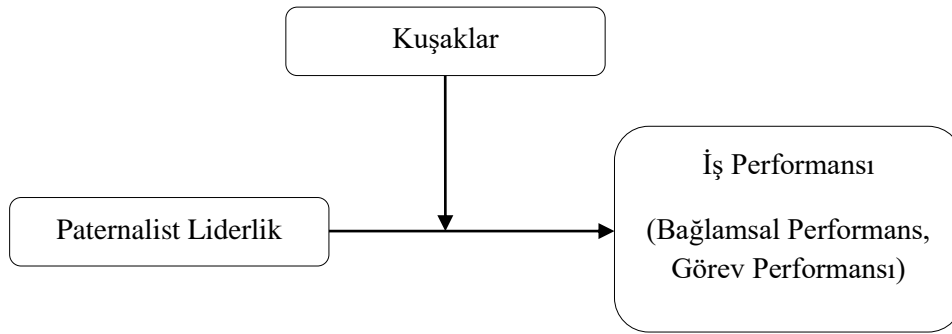 Kuşaklar
İş Performansı
(Bağlamsal Performans,
Görev Performansı)
Paternalist Liderlik